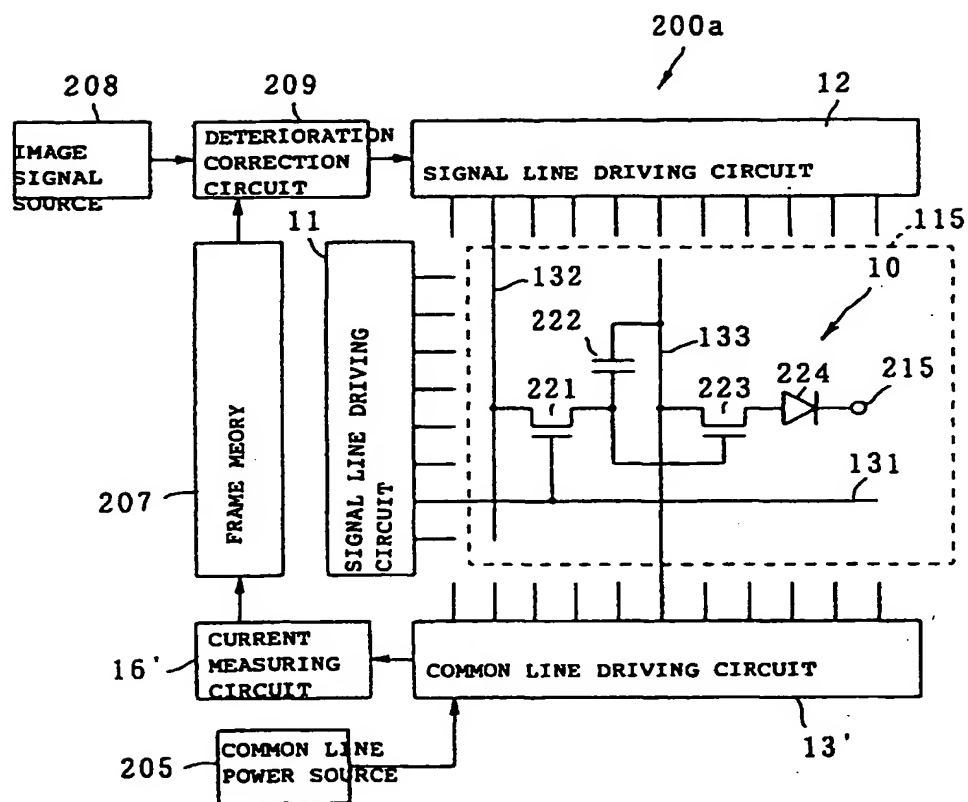 200a
208
209
12
IMAGE
SIGNAL
SOURCE
DETERIORATION
CORRECTION
CIRCUIT
SIGNAL LINE DRIVING CIRCUIT
11
115
132
10
222
133
224
215
221
223
131
FRAME MEORY
SIGNAL LINE DRIVING
CIRCUIT
207
16'
CURRENT
MEASURING
CIRCUIT
COMMON LINE DRIVING CIRCUIT
13'
205
COMMON LINE
POWER SOURCE